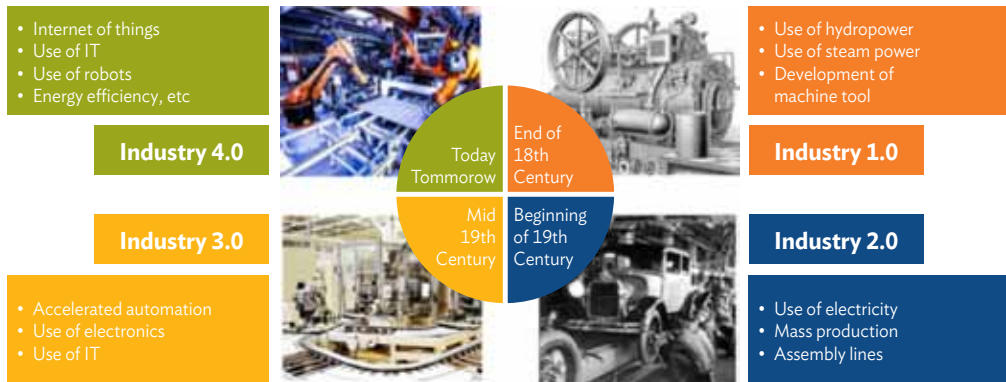 • Internet of things
• Use of IT
• Use of robots
• Energy efficiency, etc
Industry 4.0
Today
Tommorow
End of
18th
Century
• Use of hydropower
• Use of steam power
• Development of
machine tool
Industry 1.0
Industry 3.0
• Accelerated automation
• Use of electronics
• Use of IT
Mid
19th
Century
Beginning
of 19th
Century
Industry 2.0
• Use of electricity
• Mass production
• Assembly lines